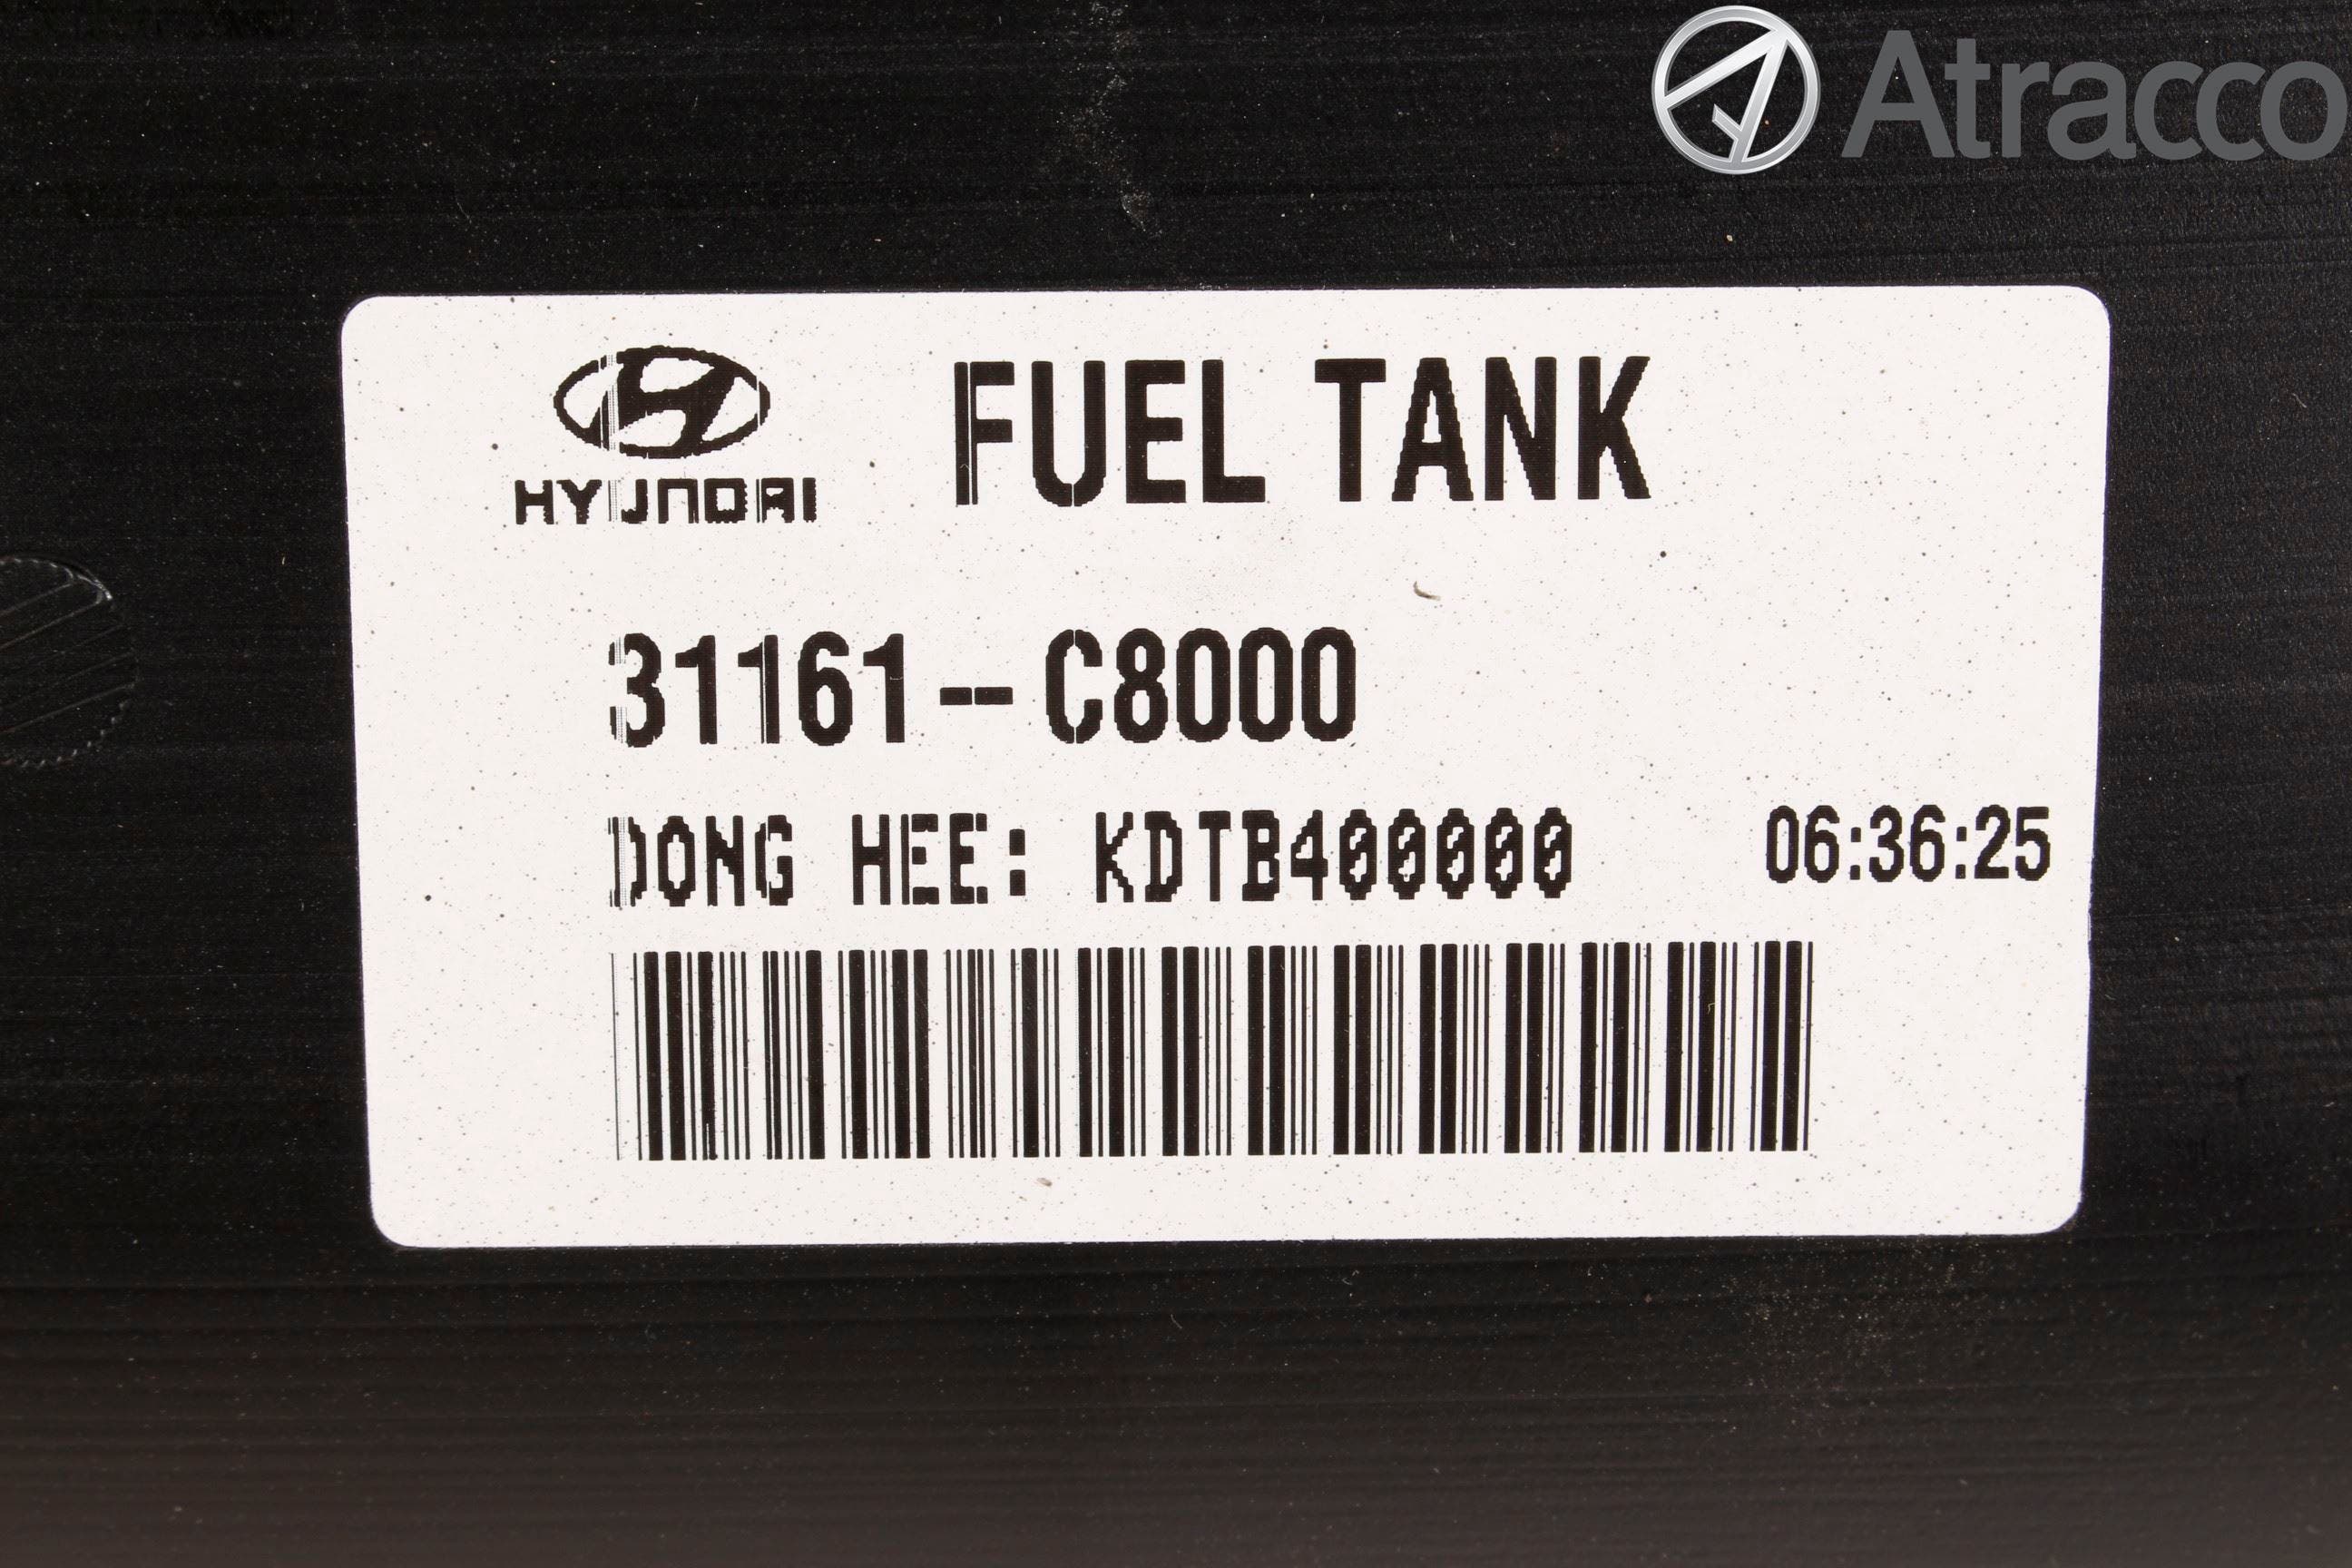 Atracco
HYUNDAI FUEL TANK
31161-C8000
DONG HEE: KDTB400000 06:36:25